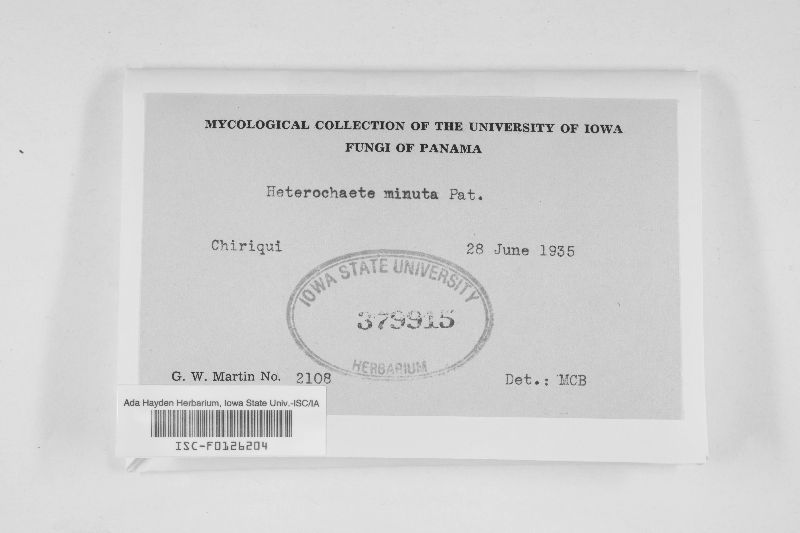 MYCOLOGICAL COLLECTION OF THE UNIVERSITY OF IOWA
FUNGI OF PANAMA
Heterochaete minuta Pat.
Chiriqui 28 June 1935
IOWA STATE UNIVERSITY
379915
HERBARIUM
G. W. Martin No. 2108 Det.: MCB
Ada Hayden Herbarium, Iowa State Univ.-ISC/IA
ISC-F0126204